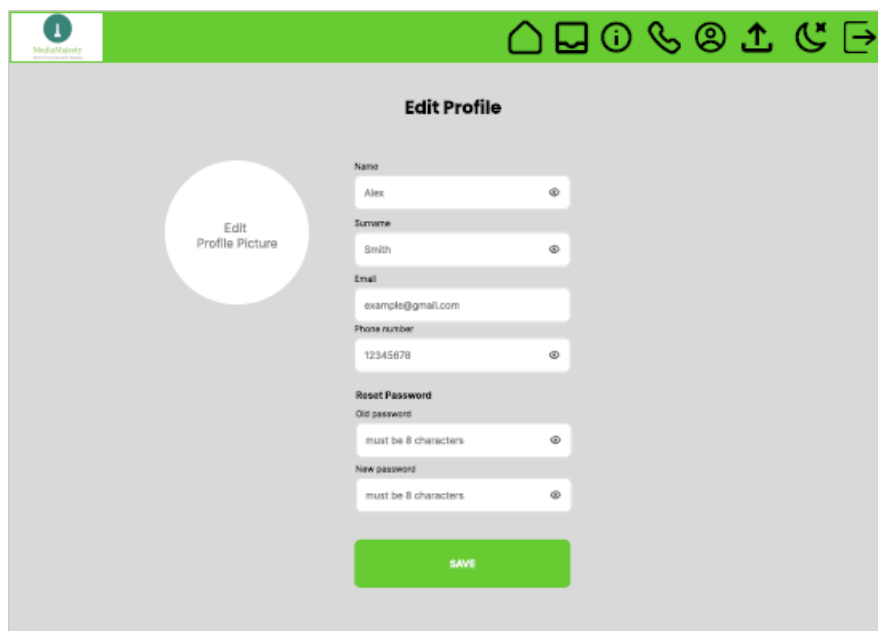 MediaMajesty
Edit Profile
Edit
Profile Picture
Name
Alex
Surname
Smith
Email
example@gmail.com
Phone number
12345678
Reset Password
Old password
must be 8 characters
New password
must be 8 characters
SAVE